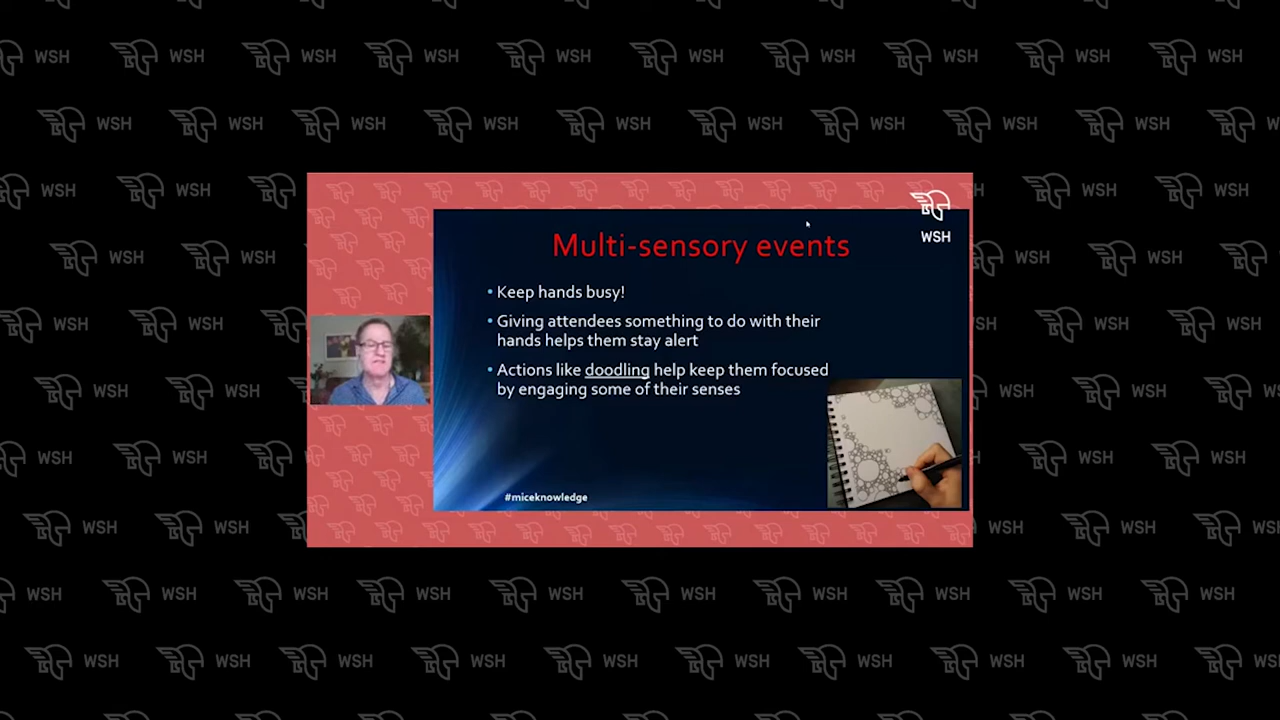 WSH
Multi-sensory events
• Keep hands busy!
• Giving attendees something to do with their
hands helps them stay alert
• Actions like doodling help keep them focused
by engaging some of their senses
#miceknowledge